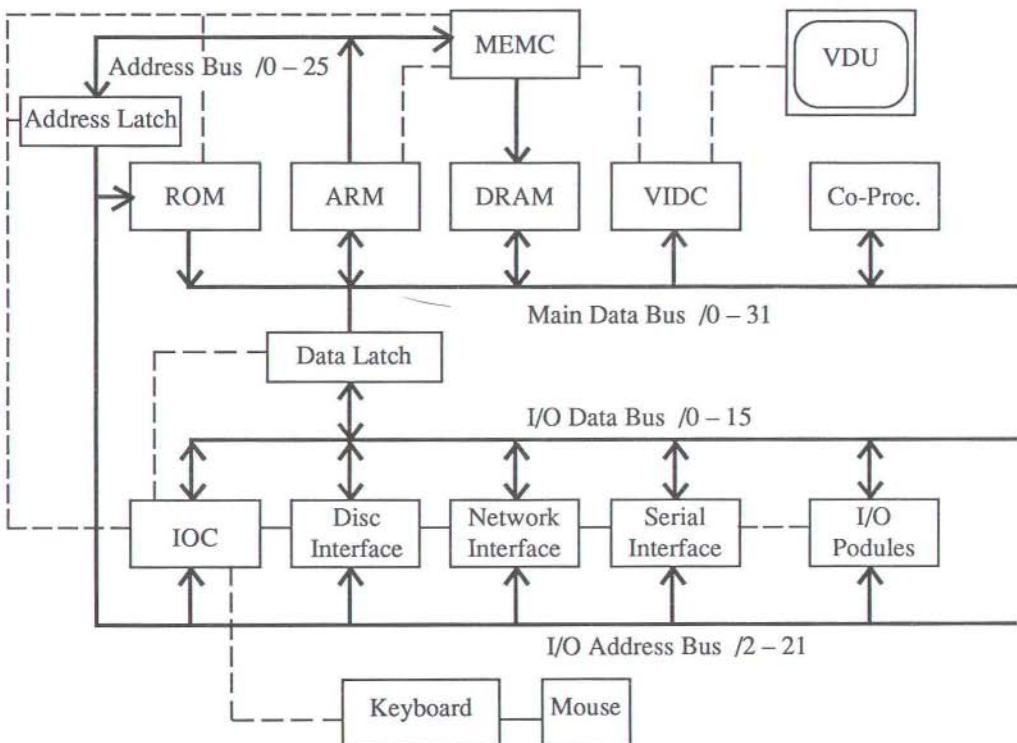 MEMC
VDU
Address Bus /0 – 25
Address Latch
ROM
ARM
DRAM
VIDC
Co-Proc.
Main Data Bus /0 – 31
Data Latch
I/O Data Bus /0 – 15
IOC
Disc
Interface
Network
Interface
Serial
Interface
I/O
Podules
I/O Address Bus /2 – 21
Keyboard
Mouse